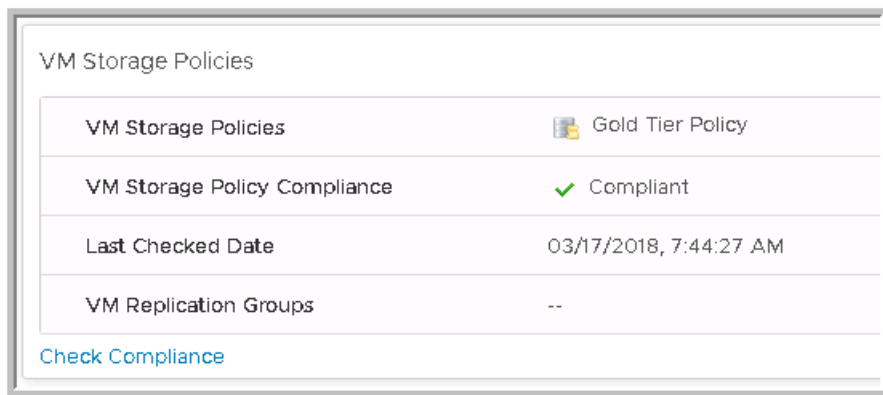 VM Storage Policies
VM Storage Policies Gold Tier Policy
VM Storage Policy Compliance Compliant
Last Checked Date 03/17/2018, 7:44:27 AM
VM Replication Groups --
Check Compliance